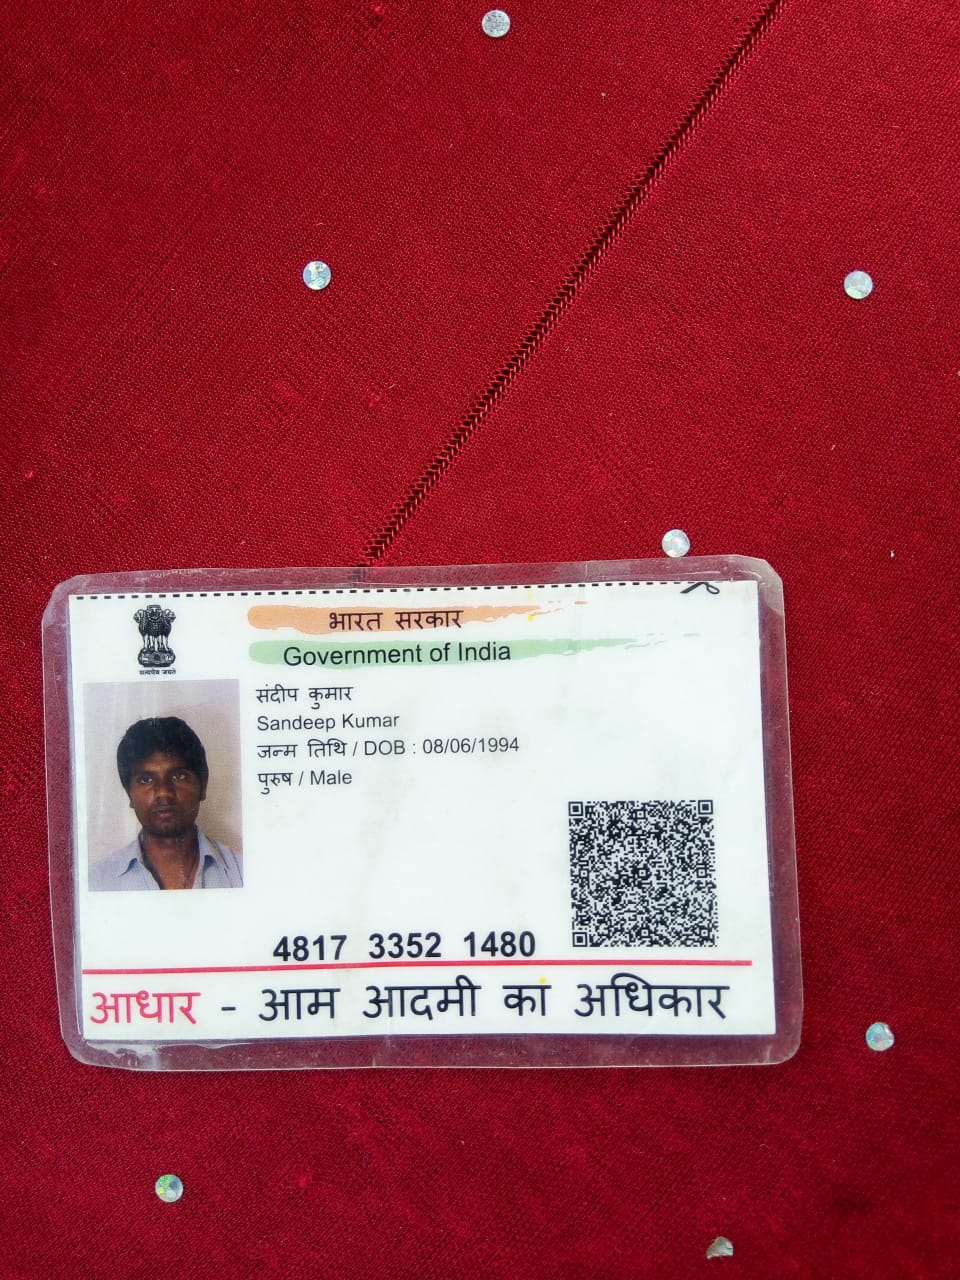 भारत सरकार
Government of India
सत्यमेव जयते
संदीप कुमार
Sandeep Kumar
जन्म तिथि / DOB : 08/06/1994
पुरुष / Male
4817 3352 1480
आधार - आम आदमी का अधिकार